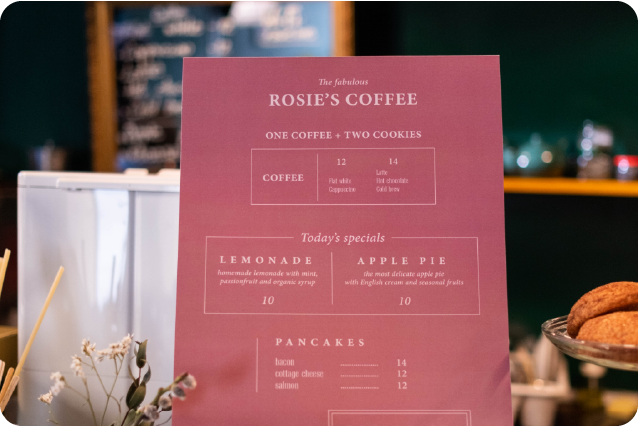 The fabulous
ROSIE'S COFFEE
ONE COFFEE + TWO COOKIES
COFFEE
12
Flat white
Cappuccino
14
Latte
Hot chocolate
Cold brew
Today's specials
LEMONADE
homemade lemonade with mint,
passionfruit and organic syrup
10
APPLE PIE
the most delicate apple pie
with English cream and seasonal fruits
10
PANCAKES
bacon ................ 14
cottage cheese ................ 12
salmon ................ 12